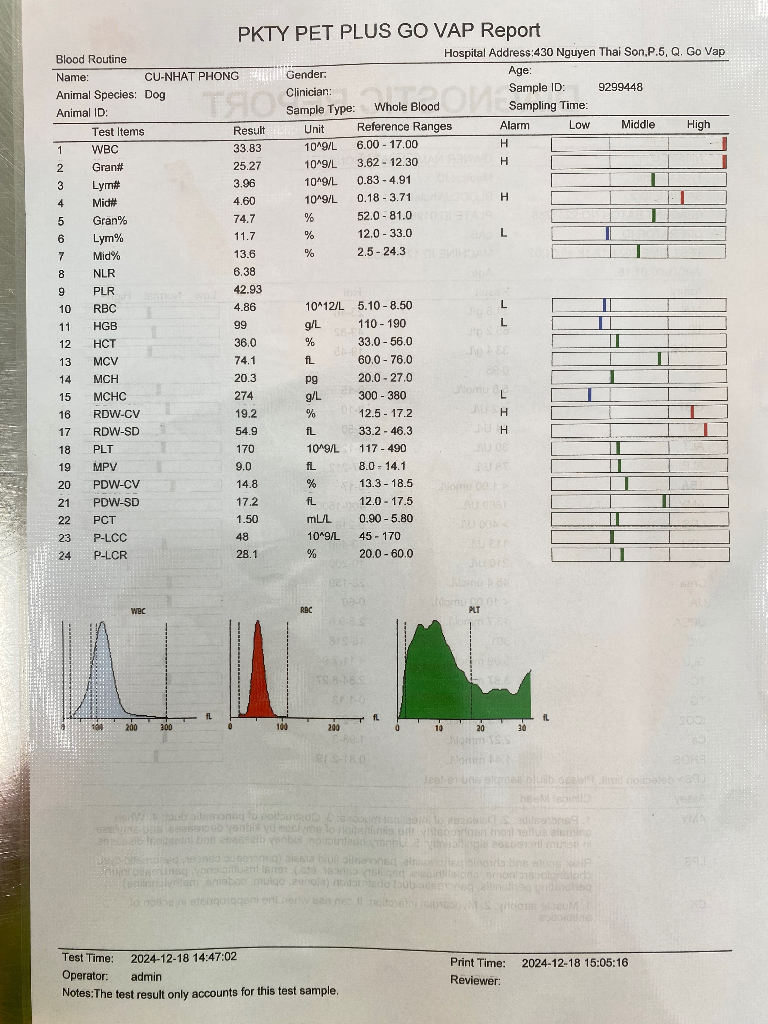 PKTY PET PLUS GO VAP Report
Blood Routine Hospital Address:430 Nguyen Thai Son,P.5, Q. Go Vap
Name: CU-NHAT PHONG Gender: Age:
Animal Species: Dog Clinician: Sample ID: 9299448
Animal ID: Sample Type: Whole Blood Sampling Time:
Test Items Result Unit Reference Ranges Alarm Low Middle High
1 WBC 33.83 10^9/L 6.00 - 17.00 H
2 Gran# 25.27 10^9/L 3.62 - 12.30 H
3 Lym# 3.96 10^9/L 0.83 - 4.91
4 Mid# 4.60 10^9/L 0.18 - 3.71 H
5 Gran% 74.7 % 52.0 - 81.0
6 Lym% 11.7 % 12.0 - 33.0 L
7 Mid% 13.6 % 2.5 - 24.3
8 NLR 6.38
9 PLR 42.93
10 RBC 4.86 10^12/L 5.10 - 8.50 L
11 HGB 99 g/L 110 - 190 L
12 HCT 36.0 % 33.0 - 56.0
13 MCV 74.1 fL 60.0 - 76.0
14 MCH 20.3 pg 20.0 - 27.0
15 MCHC 274 g/L 300 - 380 L
16 RDW-CV 19.2 % 12.5 - 17.2 H
17 RDW-SD 54.9 fL 33.2 - 46.3 H
18 PLT 170 10^9/L 117 - 490
19 MPV 9.0 fL 8.0 - 14.1
20 PDW-CV 14.8 % 13.3 - 18.5
21 PDW-SD 17.2 fL 12.0 - 17.5
22 PCT 1.50 mL/L 0.90 - 5.80
23 P-LCC 48 10^9/L 45 - 170
24 P-LCR 28.1 % 20.0 - 60.0
WBC RBC PLT
0 100 200 300 fL 0 100 200 fL 0 10 20 30 fL
Test Time: 2024-12-18 14:47:02 Print Time: 2024-12-18 15:05:16
Operator: admin Reviewer:
Notes:The test result only accounts for this test sample.